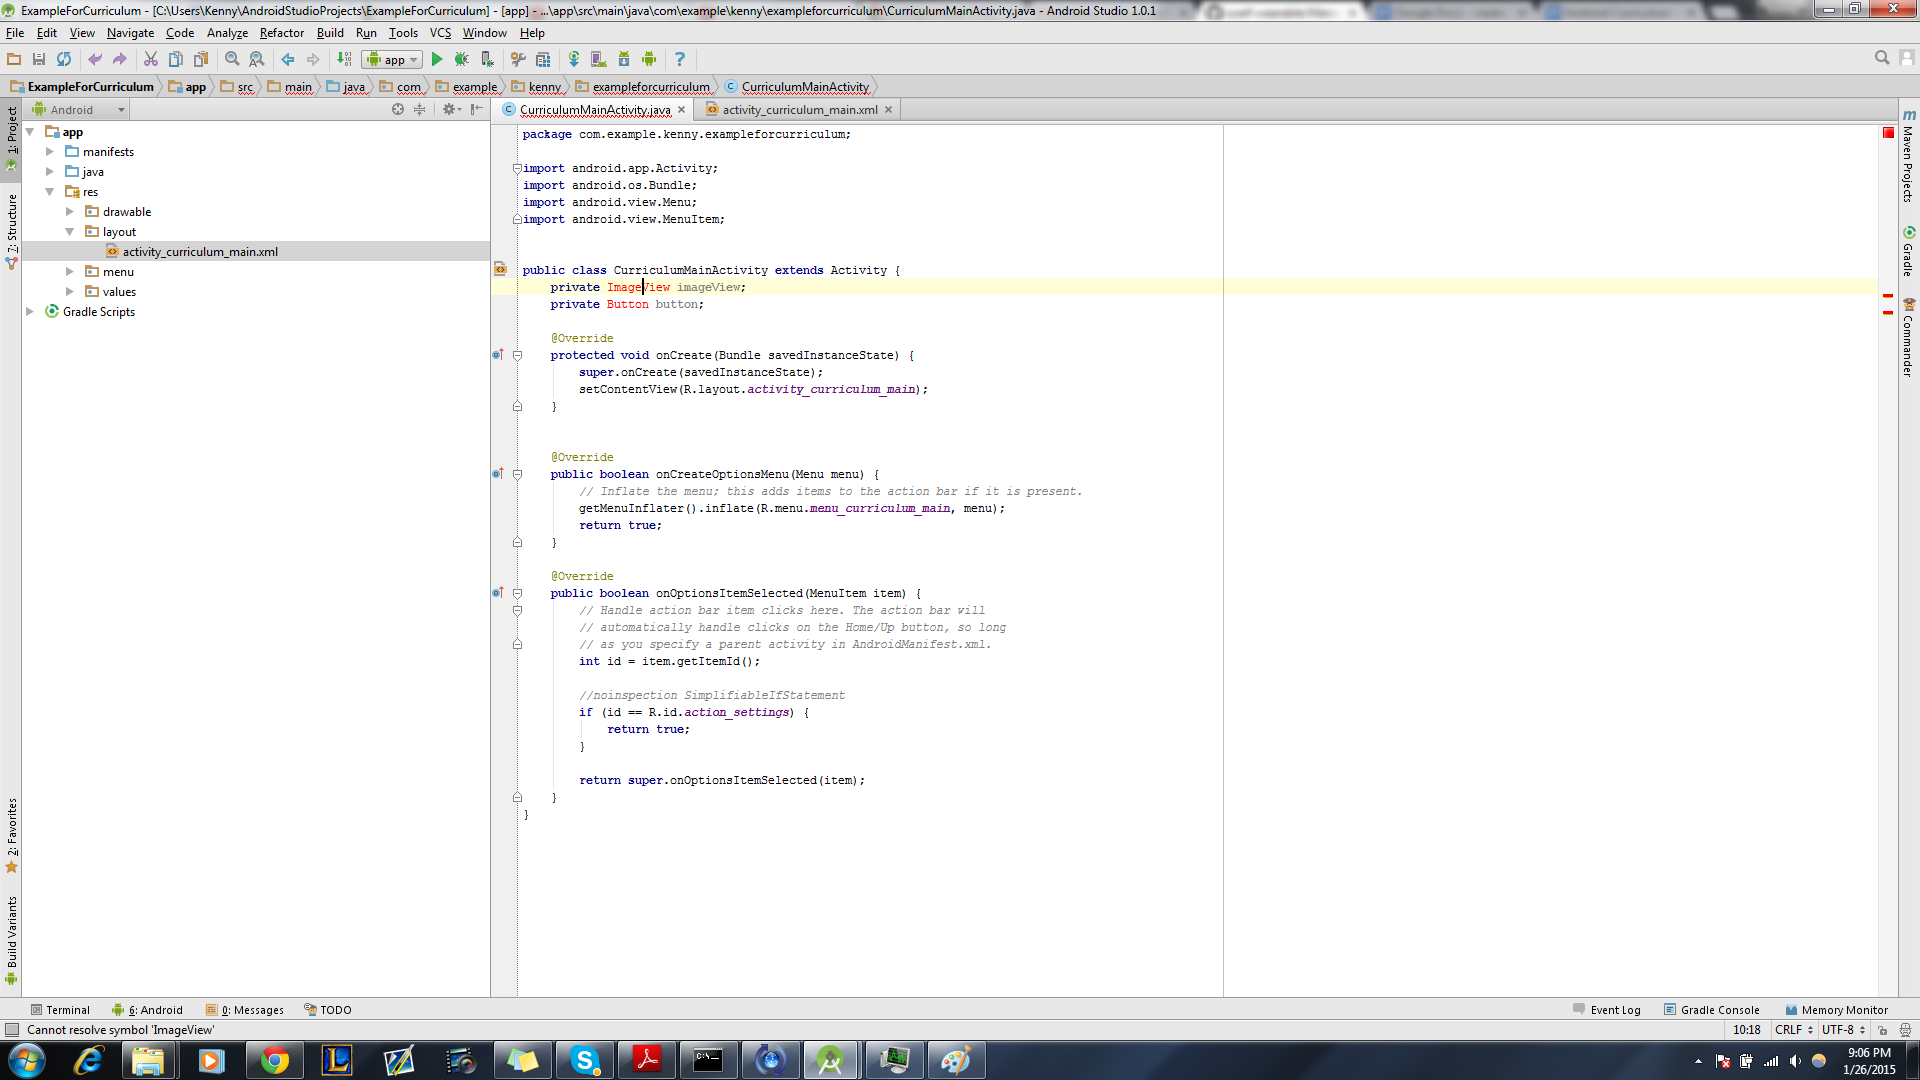 ExampleForCurriculum - [C:\Users\Kenny\AndroidStudioProjects\ExampleForCurriculum] - [app] - ...\app\src\main\java\com\example\kenny\exampleforcurriculum\CurriculumMainActivity.java - Android Studio 1.0.1
File Edit View Navigate Code Analyze Refactor Build Run Tools VCS Window Help
app
ExampleForCurriculum app src main java com example kenny exampleforcurriculum CurriculumMainActivity
Android
CurriculumMainActivity.java activity_curriculum_main.xml
1: Project
7: Structure
2: Favorites
Build Variants
app
manifests
java
res
drawable
layout
activity_curriculum_main.xml
menu
values
Gradle Scripts
package com.example.kenny.exampleforcurriculum;
import android.app.Activity;
import android.os.Bundle;
import android.view.Menu;
import android.view.MenuItem;
public class CurriculumMainActivity extends Activity {
private ImageView imageView;
private Button button;
@Override
protected void onCreate(Bundle savedInstanceState) {
super.onCreate(savedInstanceState);
setContentView(R.layout.activity_curriculum_main);
}
@Override
public boolean onCreateOptionsMenu(Menu menu) {
// Inflate the menu; this adds items to the action bar if it is present.
getMenuInflater().inflate(R.menu.menu_curriculum_main, menu);
return true;
}
@Override
public boolean onOptionsItemSelected(MenuItem item) {
// Handle action bar item clicks here. The action bar will
// automatically handle clicks on the Home/Up button, so long
// as you specify a parent activity in AndroidManifest.xml.
int id = item.getItemId();
//noinspection SimplifiableIfStatement
if (id == R.id.action_settings) {
return true;
}
return super.onOptionsItemSelected(item);
}
}
m Maven Projects
Gradle
Commander
Terminal 6: Android 0: Messages TODO Event Log Gradle Console Memory Monitor
Cannot resolve symbol 'ImageView' 10:18 CRLF UTF-8
9:06 PM
1/26/2015